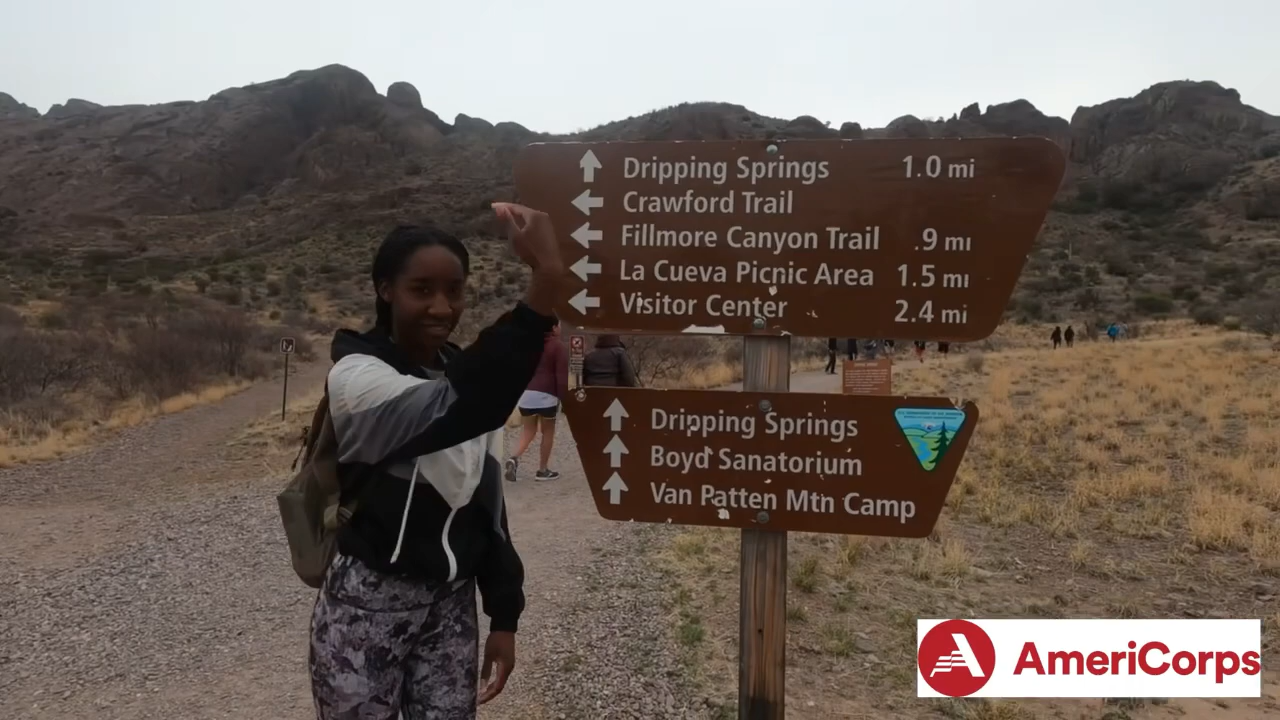 Dripping Springs 1.0 mi
Crawford Trail
Fillmore Canyon Trail .9 mi
La Cueva Picnic Area 1.5 mi
Visitor Center 2.4 mi
Dripping Springs
Boyd Sanatorium
Van Patten Mtn Camp
AmeriCorps